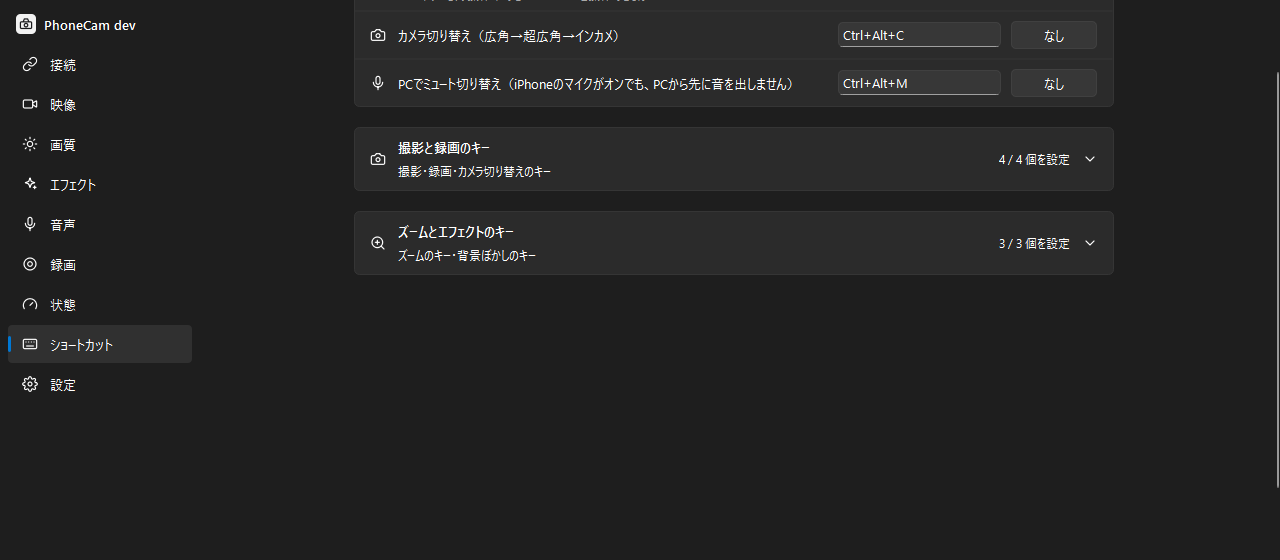 PhoneCam dev
接続
映像
画質
エフェクト
音声
録画
状態
ショートカット
設定
カメラ切り替え（広角→超広角→インカメ）
Ctrl+Alt+C
なし
PCでミュート切り替え（iPhoneのマイクがオンでも、PCから先に音を出しません）
Ctrl+Alt+M
なし
撮影と録画のキー
4 / 4 個を設定
撮影・録画・カメラ切り替えのキー
ズームとエフェクトのキー
3 / 3 個を設定
ズームのキー・背景ぼかしのキー